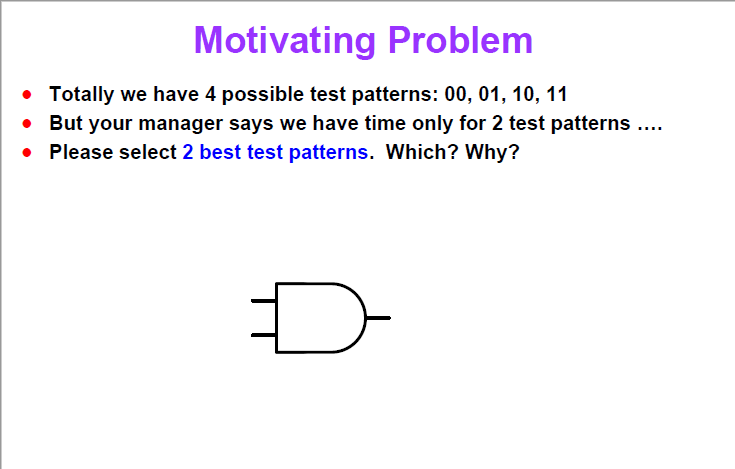 Motivating Problem
● Totally we have 4 possible test patterns: 00, 01, 10, 11
● But your manager says we have time only for 2 test patterns ….
● Please select 2 best test patterns.  Which? Why?